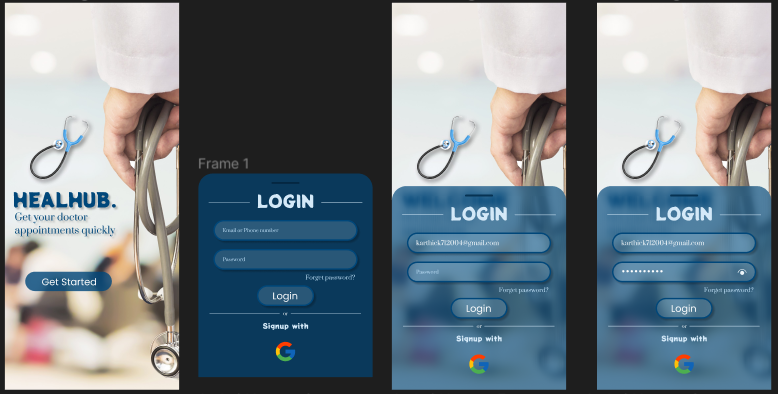 HEALHUB.
Get your doctor
appointments quickly
Get Started
Frame 1
LOGIN
Email or Phone number
Password
Forget password?
Login
or
Signup with
LOGIN
karthick712004@gmail.com
Password
Forget password?
Login
or
Signup with
LOGIN
karthick712004@gmail.com
Forget password?
Login
or
Signup with